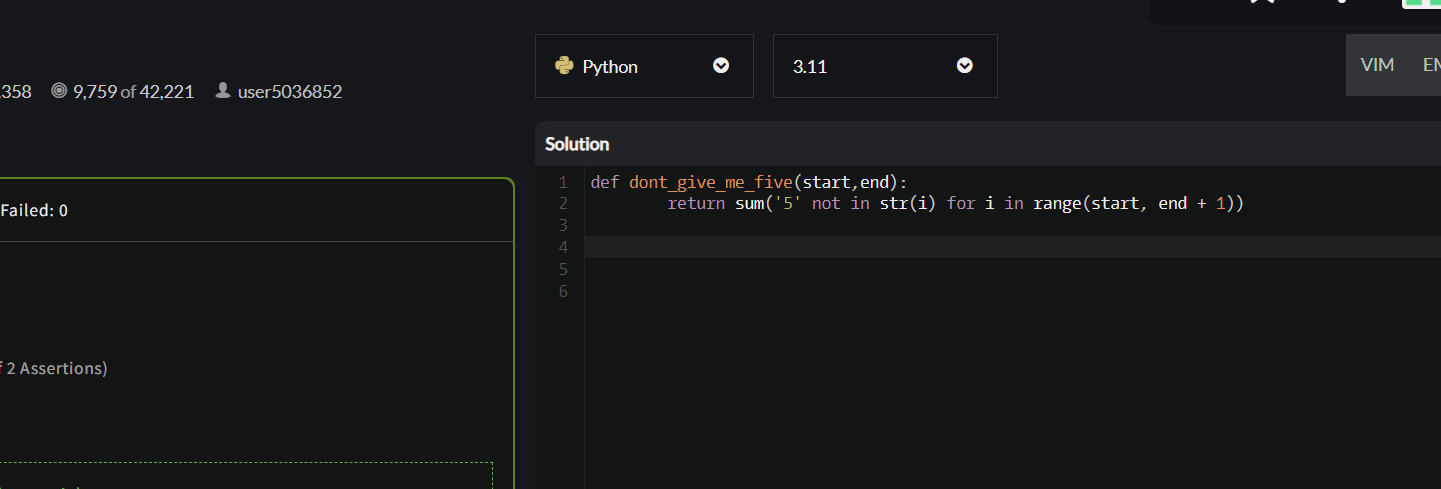 Python
3.11
VIM
EM
,358
9,759 of 42,221
user5036852
Solution
Failed: 0
1 def dont_give_me_five(start,end):
2 return sum('5' not in str(i) for i in range(start, end + 1))
3
4
5
6
f 2 Assertions)